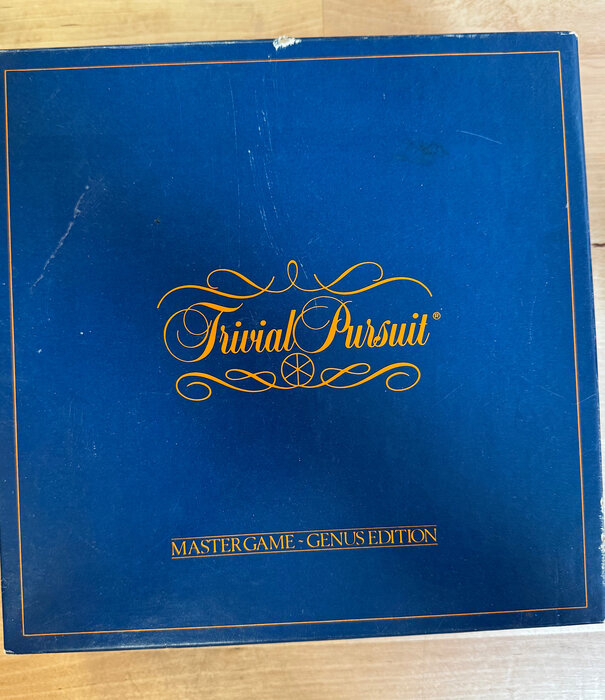 Trivial Pursuit®
MASTER GAME ~ GENUS EDITION